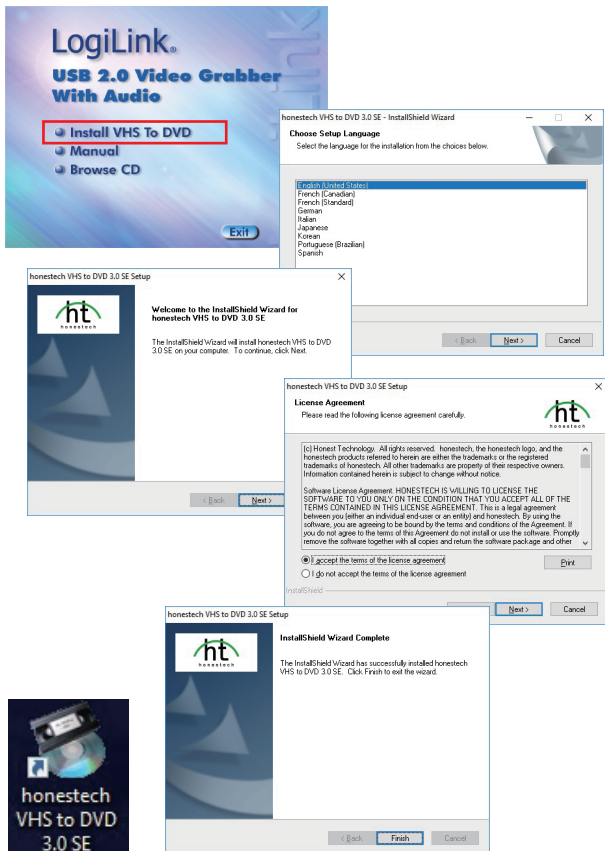 LogiLink®
USB 2.0 Video Grabber
With Audio
Install VHS To DVD
Manual
Browse CD
Exit
honestech VHS to DVD 3.0 SE - InstallShield Wizard
Choose Setup Language
Select the language for the installation from the choices below.
English (United States)
French (Canadian)
French (Standard)
German
Italian
Japanese
Korean
Portuguese (Brazilian)
Spanish
< Back
Next >
Cancel
honestech VHS to DVD 3.0 SE Setup
ht
honestech
Welcome to the InstallShield Wizard for
honestech VHS to DVD 3.0 SE
The InstallShield Wizard will install honestech VHS to DVD
3.0 SE on your computer. To continue, click Next.
< Back
Next >
honestech VHS to DVD 3.0 SE Setup
License Agreement
Please read the following license agreement carefully.
ht
honestech
(c) Honest Technology. All rights reserved. honestech, the honestech logo, and the
honestech products referred to herein are either the trademarks or the registered
trademarks of honestech. All other trademarks are property of their respective owners.
Information contained herein is subject to change without notice.
Software License Agreement. HONESTECH IS WILLING TO LICENSE THE
SOFTWARE TO YOU ONLY ON THE CONDITION THAT YOU ACCEPT ALL OF THE
TERMS CONTAINED IN THIS LICENSE AGREEMENT. This is a legal agreement
between you (either an individual end-user or an entity) and honestech. By using the
software, you are agreeing to be bound by the terms and conditions of the Agreement. If
you do not agree to the terms of this Agreement do not install or use the software. Promptly
remove the software together with all copies and return the software package and other
I accept the terms of the license agreement
Print
I do not accept the terms of the license agreement
InstallShield
Next >
Cancel
honestech VHS to DVD 3.0 SE Setup
ht
honestech
InstallShield Wizard Complete
The InstallShield Wizard has successfully installed honestech
VHS to DVD 3.0 SE. Click Finish to exit the wizard.
< Back
Finish
Cancel
honestech
VHS to DVD
3.0 SE